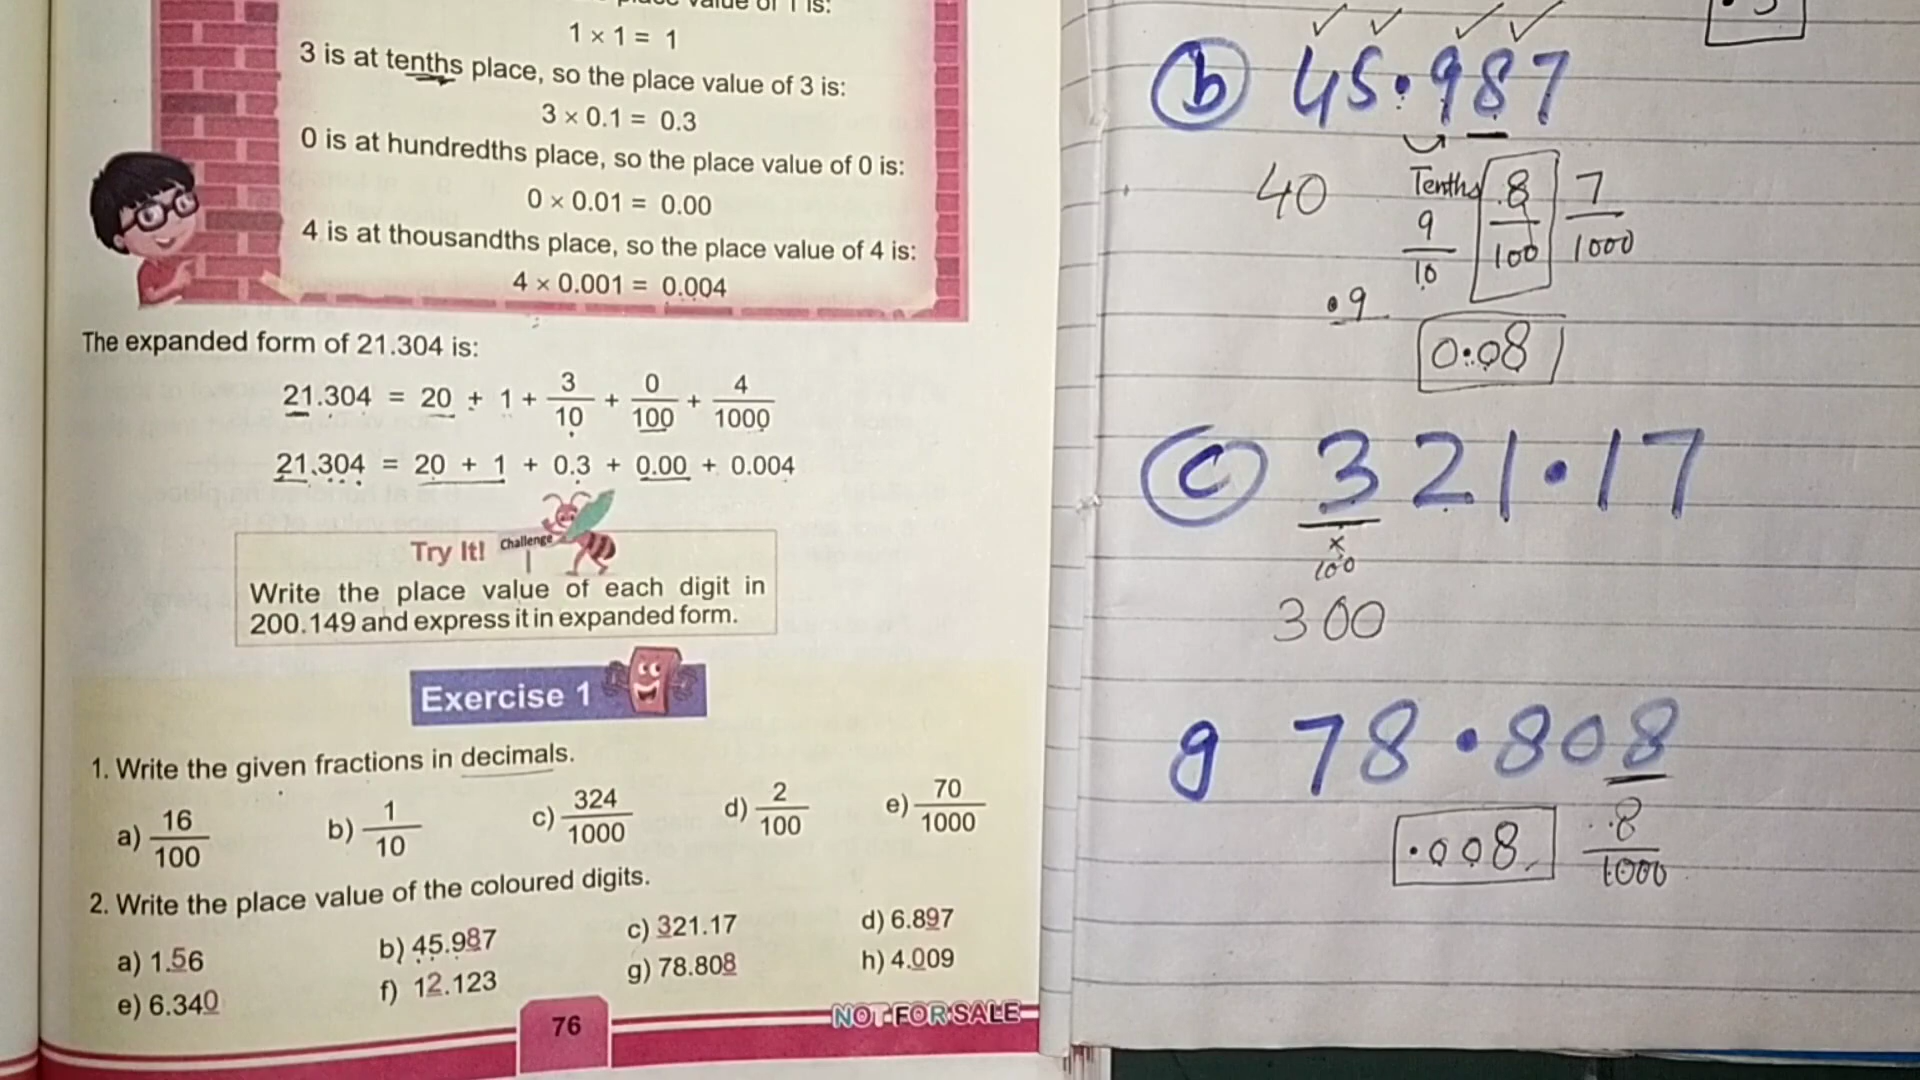 place value of 1 is:
1 × 1 = 1
3 is at tenths place, so the place value of 3 is:
3 × 0.1 = 0.3
0 is at hundredths place, so the place value of 0 is:
0 × 0.01 = 0.00
4 is at thousandths place, so the place value of 4 is:
4 × 0.001 = 0.004
The expanded form of 21.304 is:
21.304 = 20 + 1 + 3/10 + 0/100 + 4/1000
21.304 = 20 + 1 + 0.3 + 0.00 + 0.004
Try It! Challenge
Write the place value of each digit in
200.149 and express it in expanded form.
Exercise 1
1. Write the given fractions in decimals.
a) 16/100 b) 1/10 c) 324/1000 d) 2/100 e) 70/1000
2. Write the place value of the coloured digits.
a) 1.56 b) 45.987 c) 321.17 d) 6.897
e) 6.340 f) 12.123 g) 78.808 h) 4.009
76
NOT FOR SALE
b 45.987
40 Tenths 9/10 .8/100 7/1000
.9
0.08
c 321.17
×
100
300
g 78.808
.008 ..8/1000